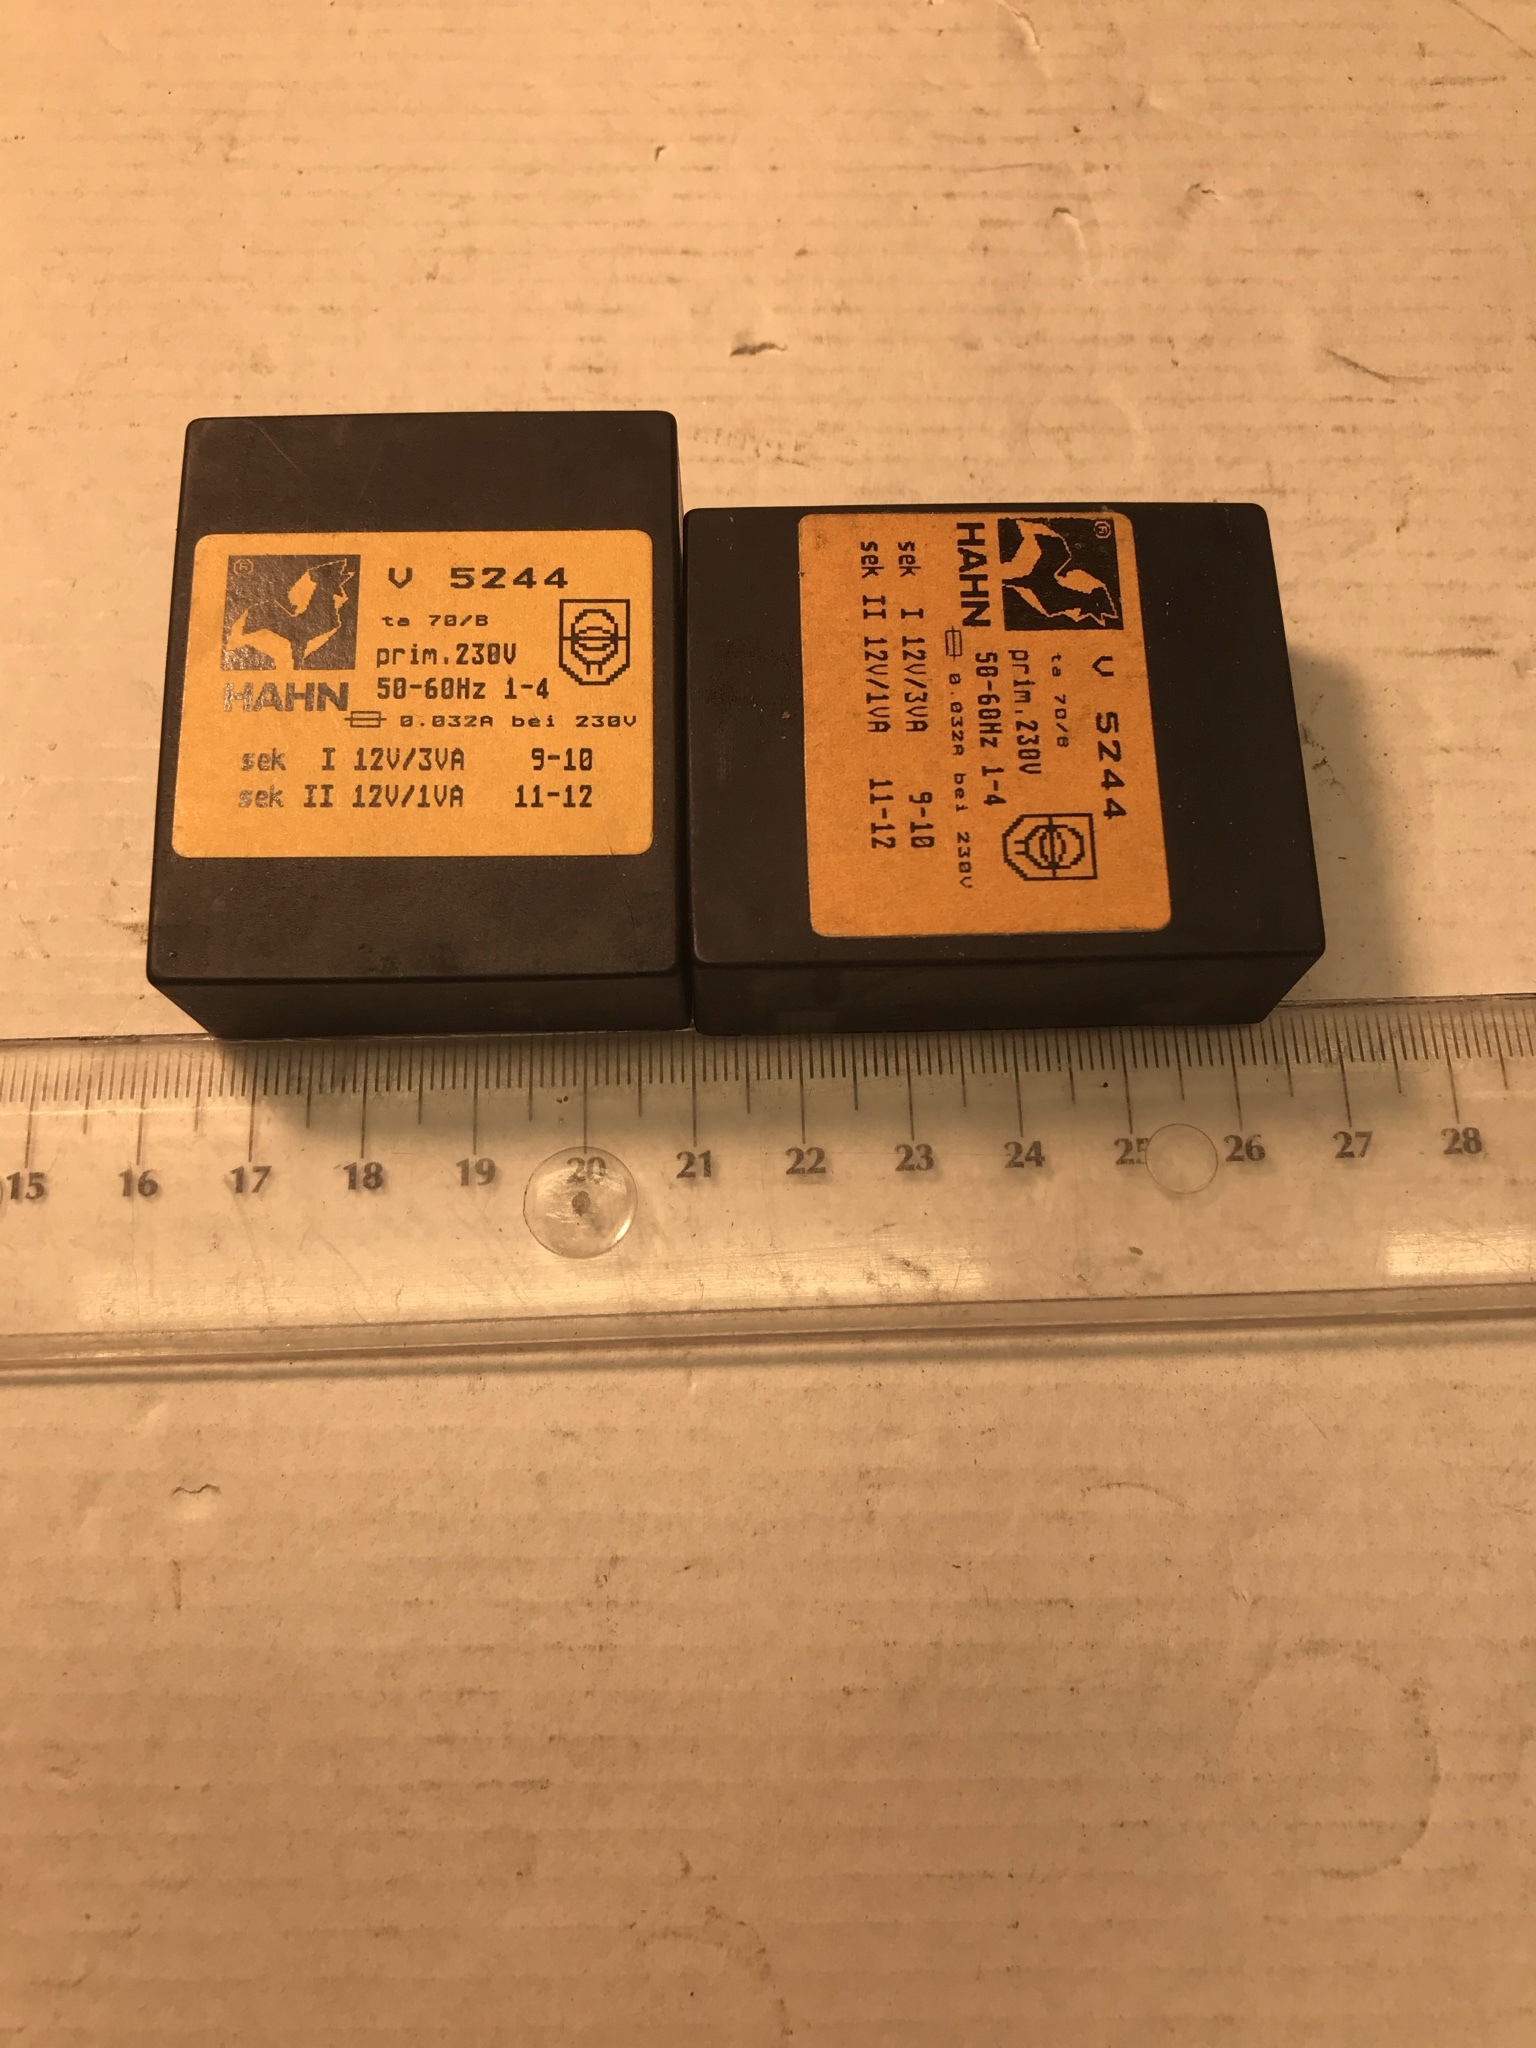 ®
V 5244
ta 70/B
prim.230V
HAHN 50-60Hz 1-4
0.032A bei 230V
sek I 12V/3VA 9-10
sek II 12V/1VA 11-12
®
V 5244
ta 70/B
prim.230V
HAHN 50-60Hz 1-4
0.032A bei 230V
sek I 12V/3VA 9-10
sek II 12V/1VA 11-12
15 16 17 18 19 20 21 22 23 24 25 26 27 28